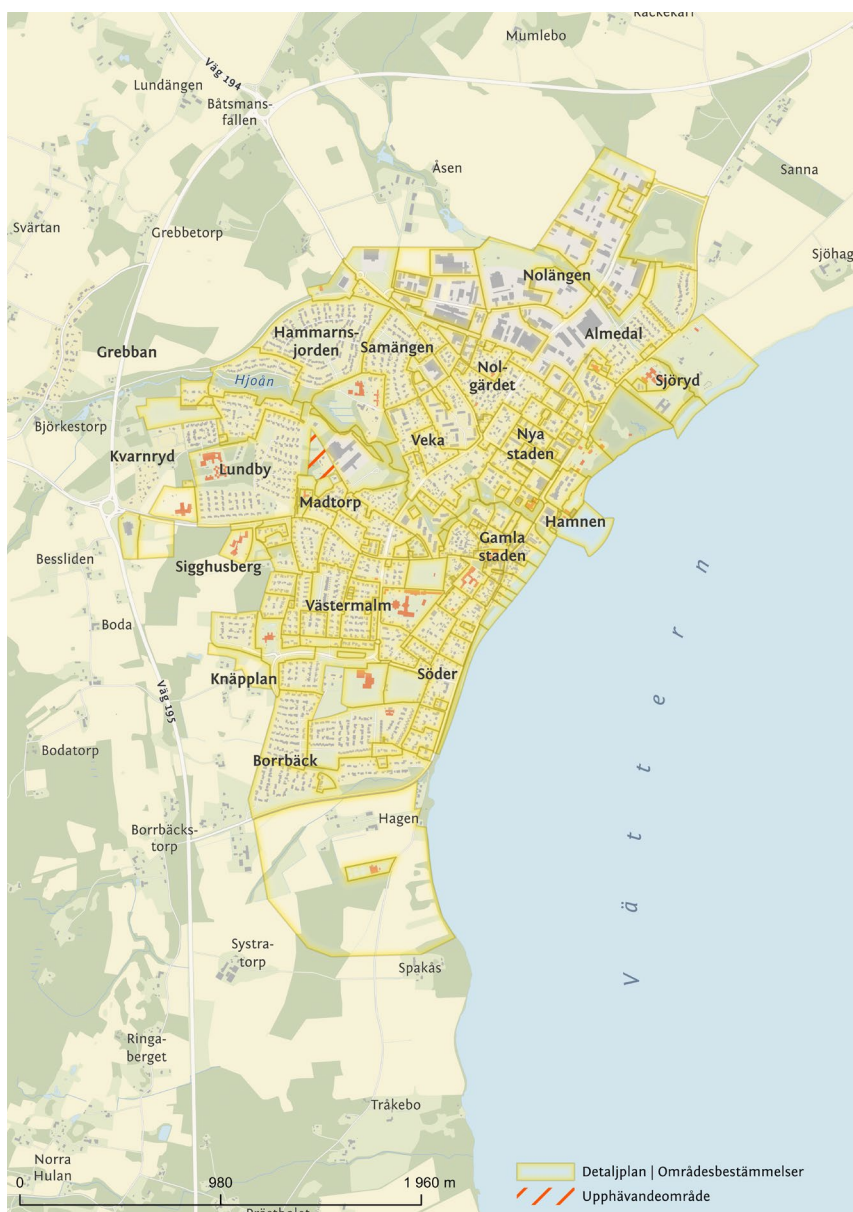 Räckekärr
Mumlebo
Väg 194
Lundängen
Båtsmans-
fällen
Åsen
Sanna
Svärtan
Grebbetorp
Sjöhag
Nolängen
Hammarns-
jorden
Samängen
Almedal
Grebban
Nol-
gärdet
Hjoån
Sjöryd
Björkestorp
Veka
Nya
staden
Kvarnryd
Lundby
Madtorp
Hamnen
Gamla
staden
Bessliden
Sigghusberg
Västermalm
Boda
Knäpplan
Söder
Väg 195
Bodatorp
Borrbäck
Hagen
Borrbäcks-
torp
Vättern
Systra-
torp
Spakås
Ringa-
berget
Tråkebo
Norra
Hulan
0 980 1 960 m
Detaljplan | Områdesbestämmelser
Upphävandeområde